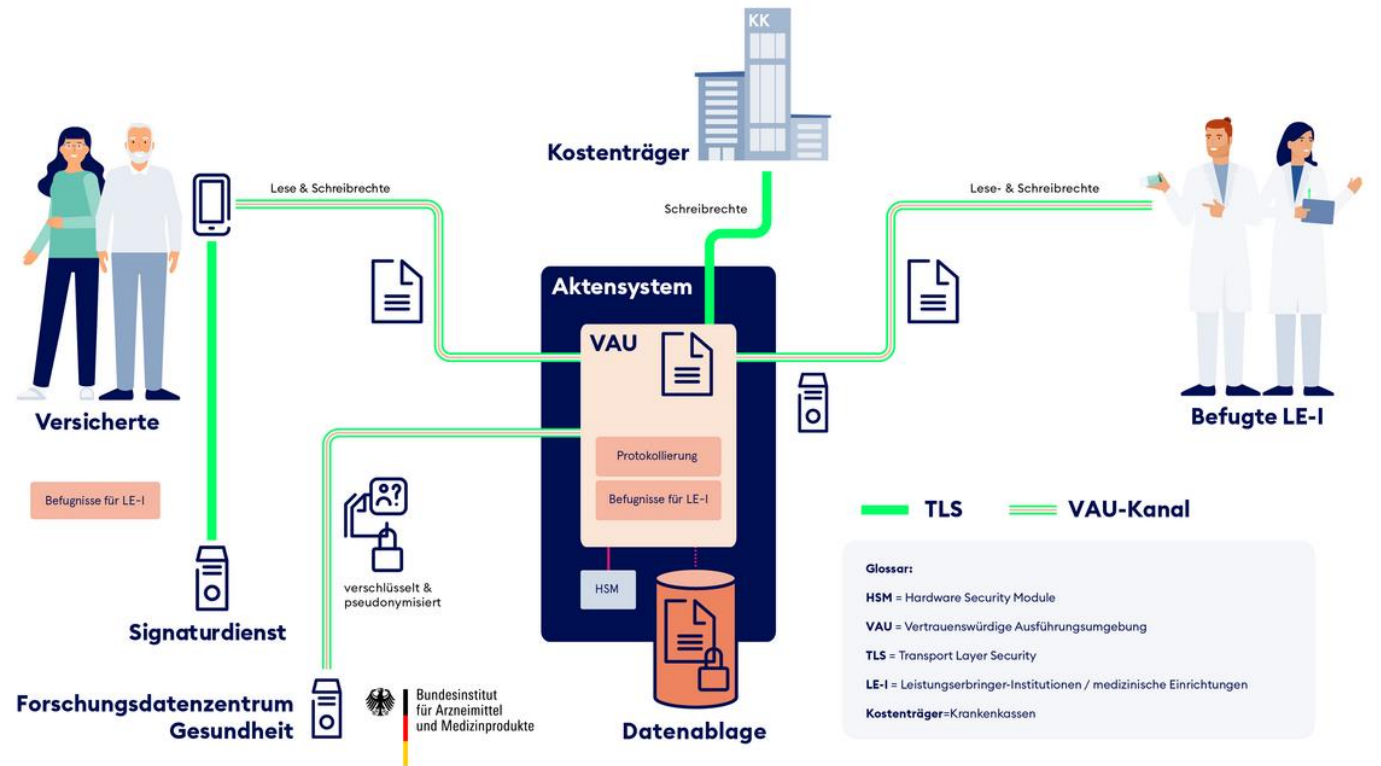 KK
Kostenträger
Lese & Schreibrechte
Schreibrechte
Lese- & Schreibrechte
Aktensystem
VAU
Versicherte
Befugte LE-I
Protokollierung
Befugnisse für LE-I
Befugnisse für LE-I
TLS
VAU-Kanal
verschlüsselt &
pseudonymisiert
HSM
Signaturdienst
Glossar:
HSM = Hardware Security Module
VAU = Vertrauenswürdige Ausführungsumgebung
TLS = Transport Layer Security
LE-I = Leistungserbringer-Institutionen / medizinische Einrichtungen
Kostenträger=Krankenkassen
Forschungsdatenzentrum
Gesundheit
Bundesinstitut
für Arzneimittel
und Medizinprodukte
Datenablage